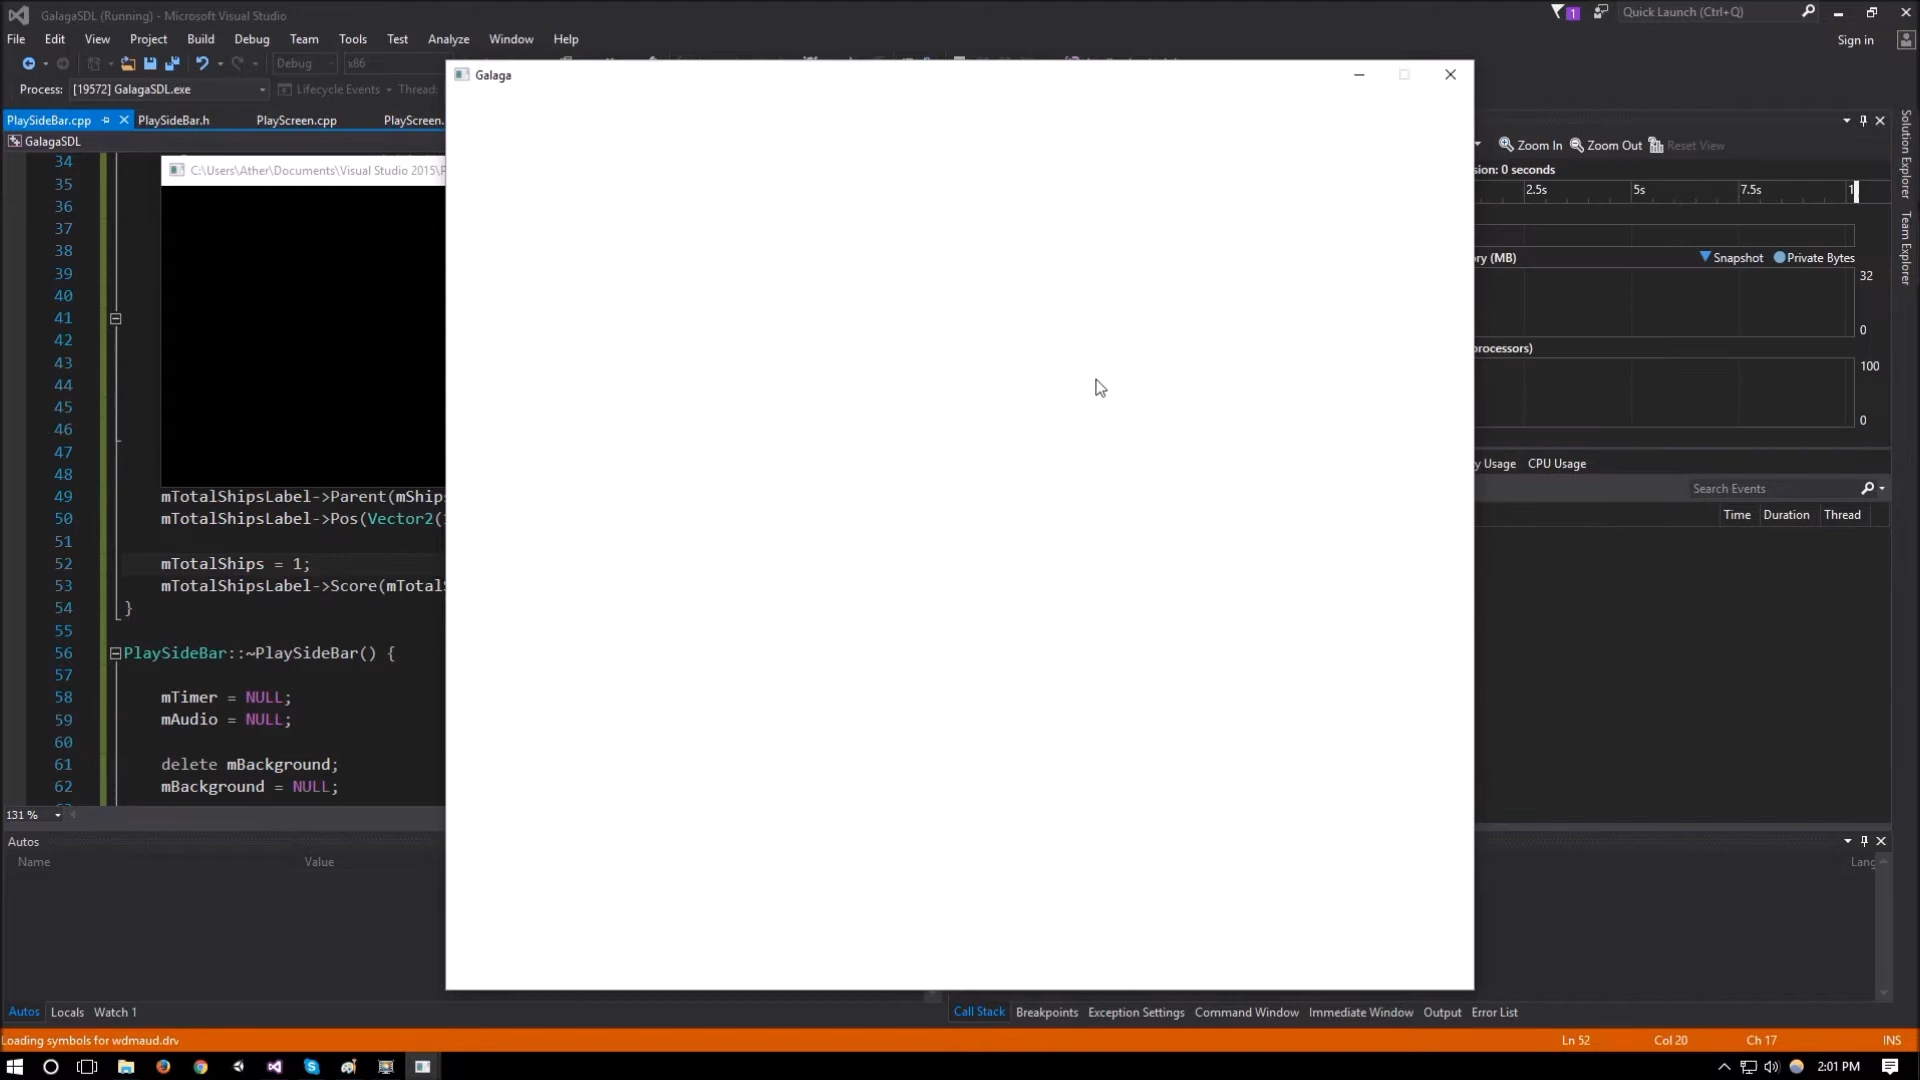 GalagaSDL (Running) - Microsoft Visual Studio
1
Quick Launch (Ctrl+Q)
File Edit View Project Build Debug Team Tools Test Analyze Window Help
Sign in
Debug x86
Galaga
Process: [19572] GalagaSDL.exe Lifecycle Events Thread:
PlaySideBar.cpp PlaySideBar.h PlayScreen.cpp PlayScreen.
GalagaSDL
Zoom In Zoom Out Reset View
C:\Users\Ather\Documents\Visual Studio 2015\P
sion: 0 seconds
2.5s 5s 7.5s 1
ry (MB) Snapshot Private Bytes
32
0
processors)
100
0
y Usage CPU Usage
Search Events
Time Duration Thread
34
35
36
37
38
39
40
41
42
43
44
45
46
47
48
49 mTotalShipsLabel->Parent(mShips
50 mTotalShipsLabel->Pos(Vector2(
51
52 mTotalShips = 1;
53 mTotalShipsLabel->Score(mTotalS
54 }
55
56 PlaySideBar::~PlaySideBar() {
57
58 mTimer = NULL;
59 mAudio = NULL;
60
61 delete mBackground;
62 mBackground = NULL;
131 %
Autos
Name Value Lang
Autos Locals Watch 1
Call Stack Breakpoints Exception Settings Command Window Immediate Window Output Error List
Loading symbols for wdmaud.drv Ln 52 Col 20 Ch 17 INS
2:01 PM
Solution Explorer
Team Explorer